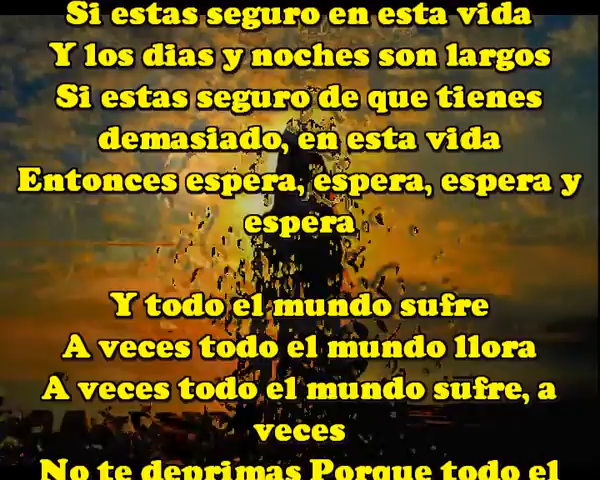 Si estas seguro en esta vida
Y los dias y noches son largos
Si estas seguro de que tienes
demasiado, en esta vida
Entonces espera, espera, espera y
espera
Y todo el mundo sufre
A veces todo el mundo llora
A veces todo el mundo sufre, a
veces
No te deprimas Porque todo el